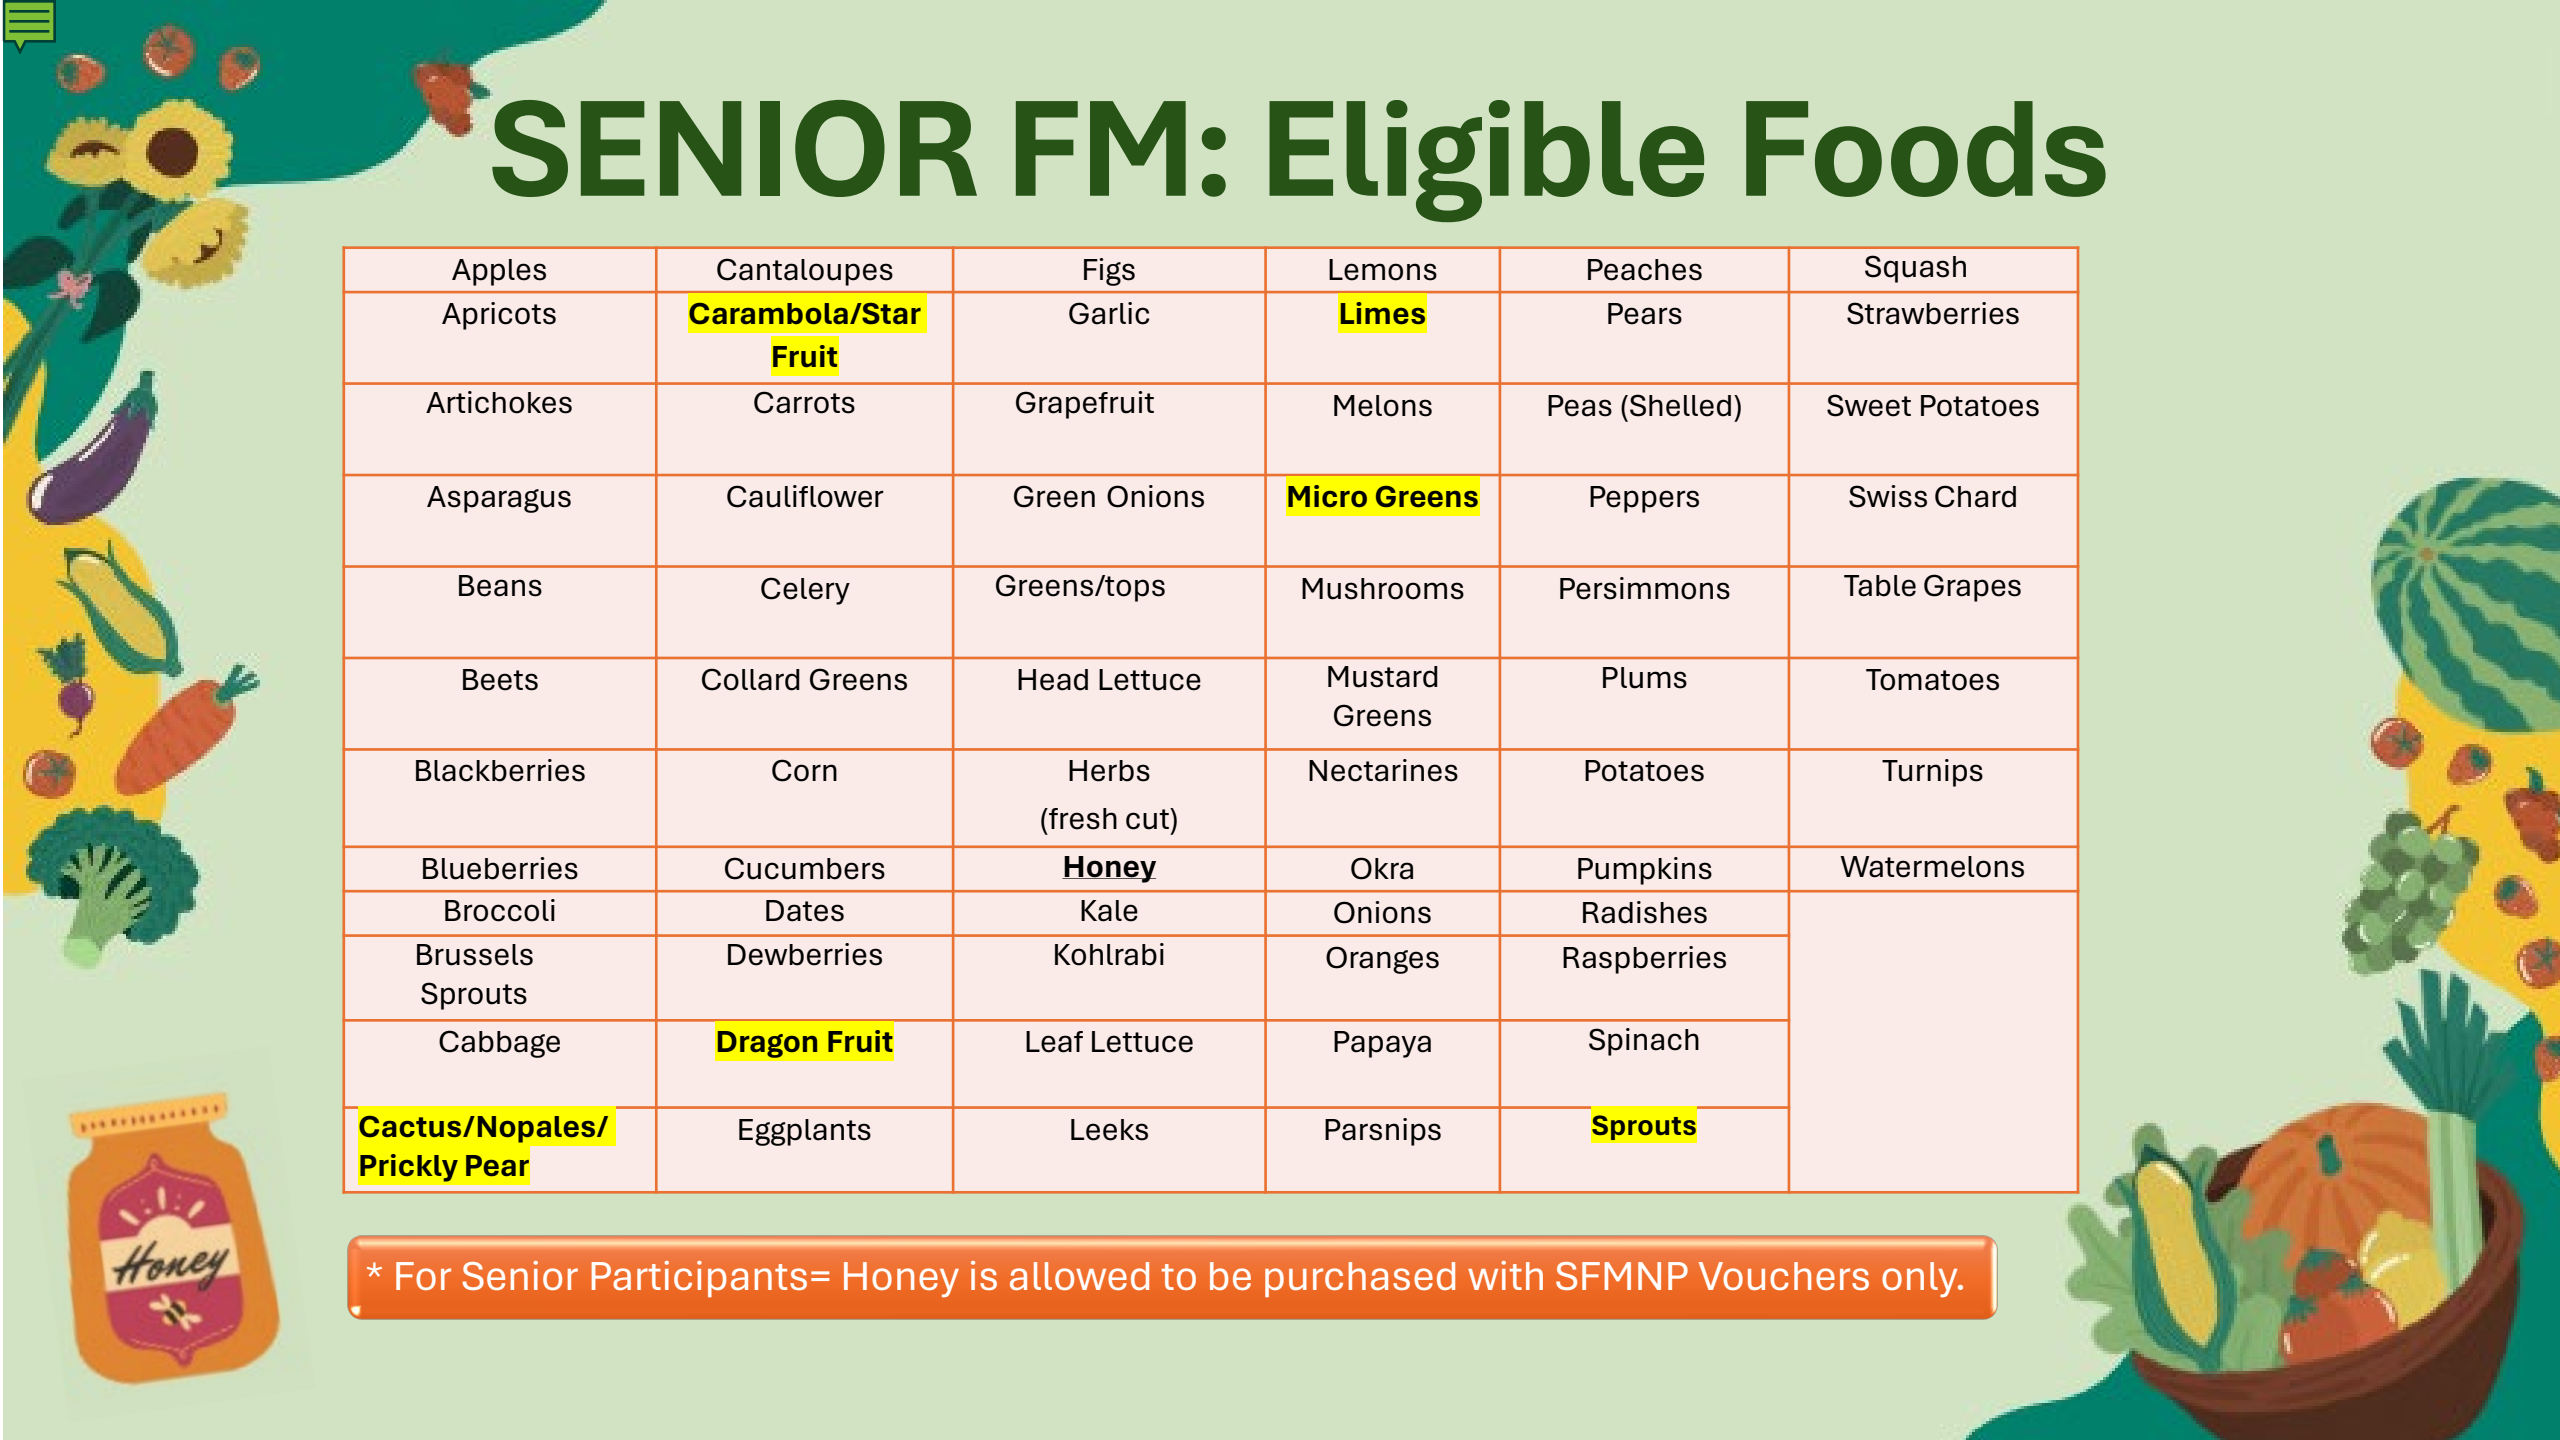 SENIOR FM: Eligible Foods
Apples Cantaloupes Figs Lemons Peaches Squash
Apricots Carambola/Star Garlic Limes Pears Strawberries
Fruit
Artichokes Carrots Grapefruit Melons Peas (Shelled) Sweet Potatoes
Asparagus Cauliflower Green Onions Micro Greens Peppers Swiss Chard
Beans Celery Greens/tops Mushrooms Persimmons Table Grapes
Beets Collard Greens Head Lettuce Mustard Plums Tomatoes
Greens
Blackberries Corn Herbs Nectarines Potatoes Turnips
(fresh cut)
Blueberries Cucumbers Honey Okra Pumpkins Watermelons
Broccoli Dates Kale Onions Radishes
Brussels Dewberries Kohlrabi Oranges Raspberries
Sprouts
Cabbage Dragon Fruit Leaf Lettuce Papaya Spinach
Cactus/Nopales/ Eggplants Leeks Parsnips Sprouts
Prickly Pear
Honey
* For Senior Participants= Honey is allowed to be purchased with SFMNP Vouchers only.